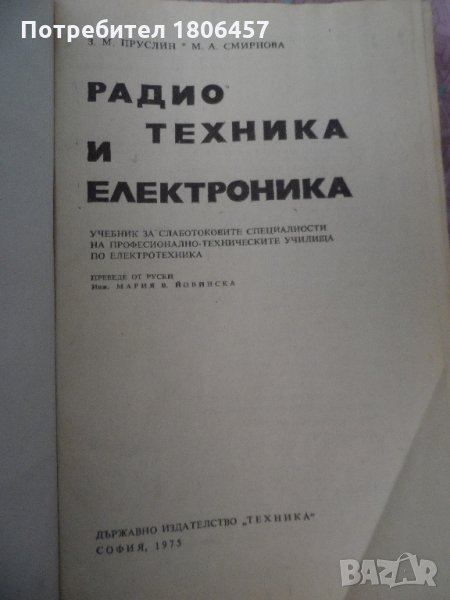 Потребител 1806457
З. М. ПРУСЛИН * М. А. СМИРНОВА
РАДИО
ТЕХНИКА
И
ЕЛЕКТРОНИКА
УЧЕБНИК ЗА СЛАБОТОКОВИТЕ СПЕЦИАЛНОСТИ
НА ПРОФЕСИОНАЛНО-ТЕХНИЧЕСКИТЕ УЧИЛИЩА
ПО ЕЛЕКТРОТЕХНИКА
ПРЕВЕДЕ ОТ РУСКИ
Инж. МАРИЯ В. ЙОВИНСКА
ДЪРЖАВНО ИЗДАТЕЛСТВО „ТЕХНИКА"
СОФИЯ, 1975
BAZAR